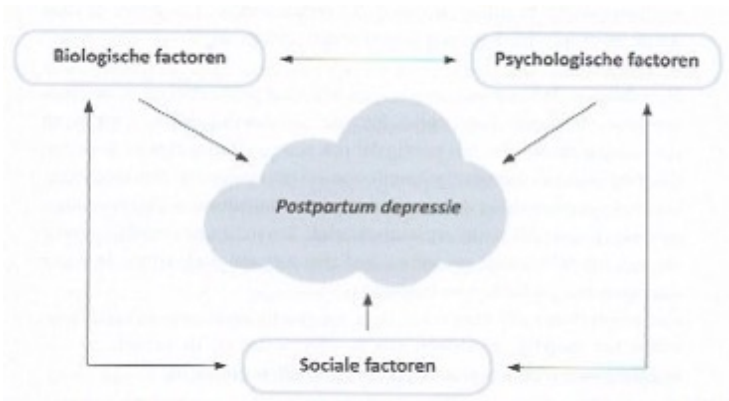 Biologische factoren
Psychologische factoren
Postpartum depressie
Sociale factoren